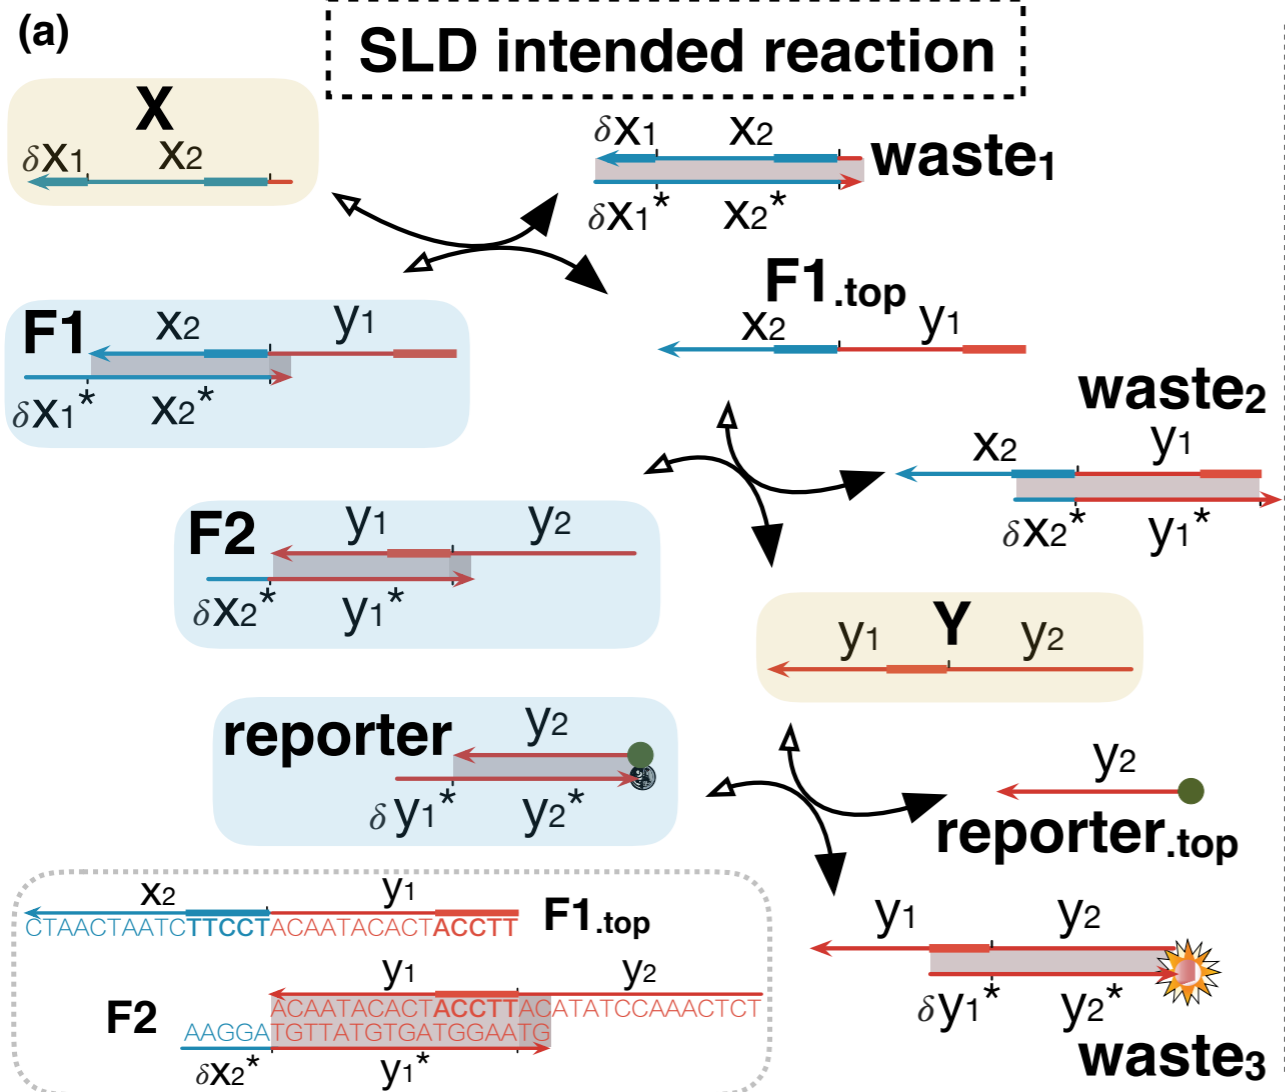 (a)
SLD intended reaction
X
δx1 x2
δx1 x2
waste1
δx1* x2*
F1.top
x2 y1
F1
x2 y1
δx1* x2*
waste2
x2 y1
δx2* y1*
F2
y1 y2
δx2* y1*
Y
y1 y2
reporter
y2
δy1* y2*
y2
reporter.top
y1 y2
δy1* y2*
waste3
x2 y1
F1.top
CTAACTAATCTTCCTACAATACACTACCTT
y1 y2
F2
ACAATACACTACCTTACATATCCAAACTCT
AAGGATGTTATGTGATGGAATG
δx2* y1*